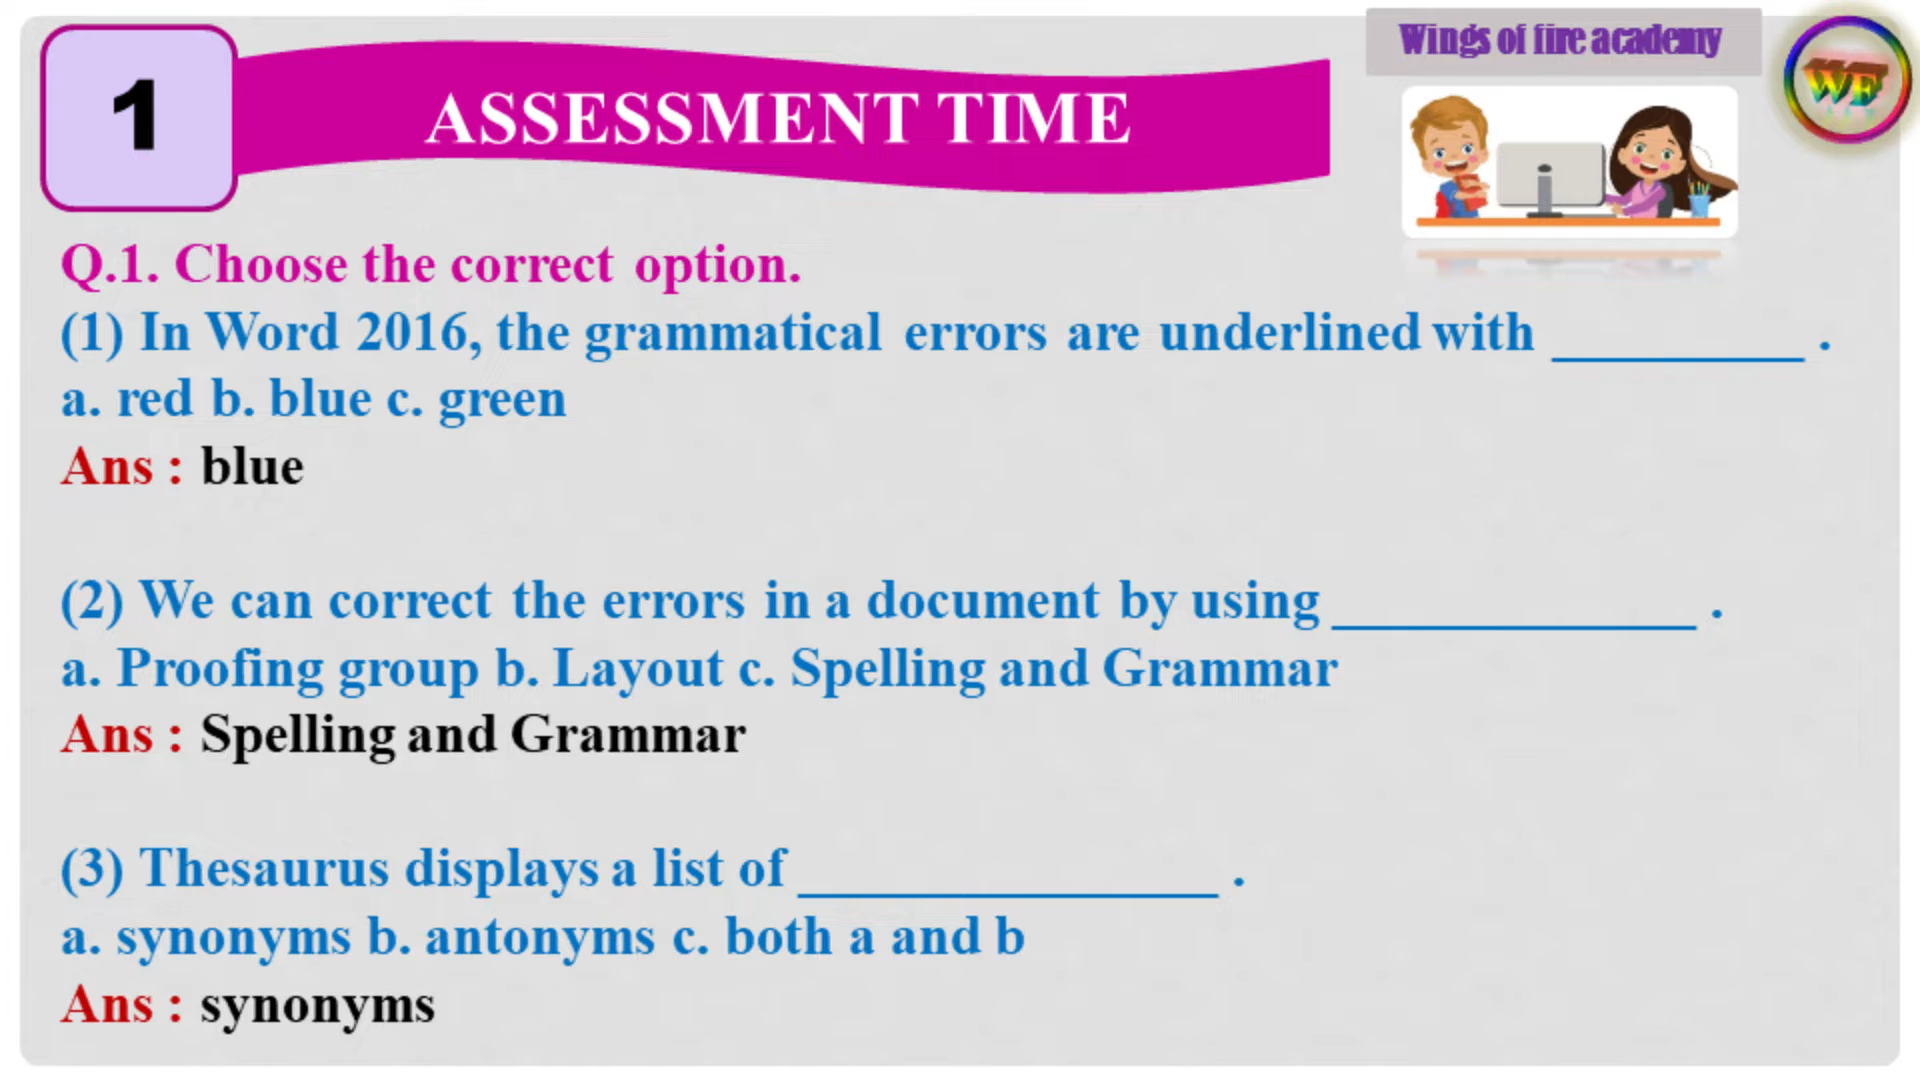 Wings of fire academy
WF
1
ASSESSMENT TIME
Q.1. Choose the correct option.
(1) In Word 2016, the grammatical errors are underlined with __________ .
a. red b. blue c. green
Ans : blue
(2) We can correct the errors in a document by using ______________ .
a. Proofing group b. Layout c. Spelling and Grammar
Ans : Spelling and Grammar
(3) Thesaurus displays a list of ________________ .
a. synonyms b. antonyms c. both a and b
Ans : synonyms